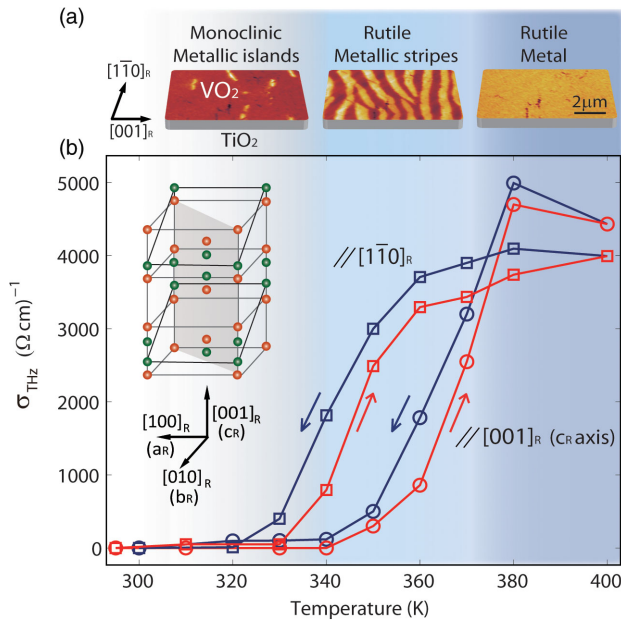 (a)
Monoclinic
Metallic islands
Rutile
Metallic stripes
Rutile
Metal
[11̅0]R
[001]R
VO2
TiO2
2μm
(b)
5000
4000
3000
2000
1000
0
σTHz (Ω cm)⁻¹
//[11̅0]R
//[001]R (cR axis)
[001]R
(cR)
[100]R
(aR)
[010]R
(bR)
300
320
340
360
380
400
Temperature (K)